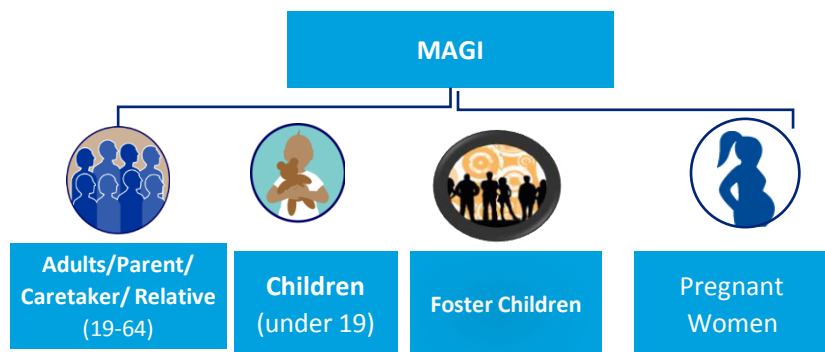 MAGI
Adults/Parent/
Caretaker/ Relative
(19-64)
Children
(under 19)
Foster Children
Pregnant
Women